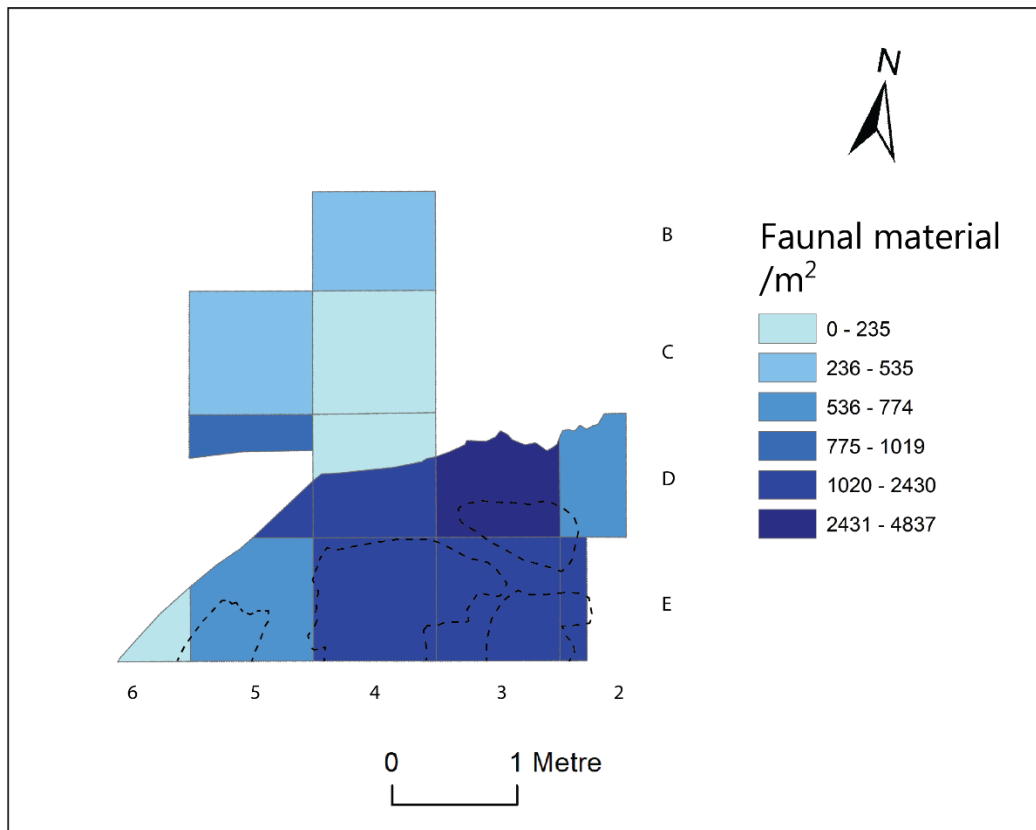 N
B
C
D
E
6 5 4 3 2
0 1 Metre
Faunal material
/m²
0 - 235
236 - 535
536 - 774
775 - 1019
1020 - 2430
2431 - 4837